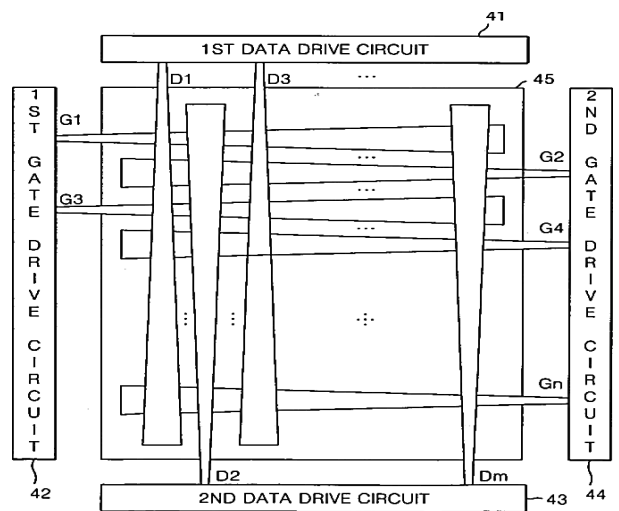 41
1ST DATA DRIVE CIRCUIT
D1
D3
...
45
1ST GATE DRIVE CIRCUIT
2ND GATE DRIVE CIRCUIT
G1
...
G2
...
G3
...
G4
...
...
...
Gn
D2
Dm
42
2ND DATA DRIVE CIRCUIT
43
44